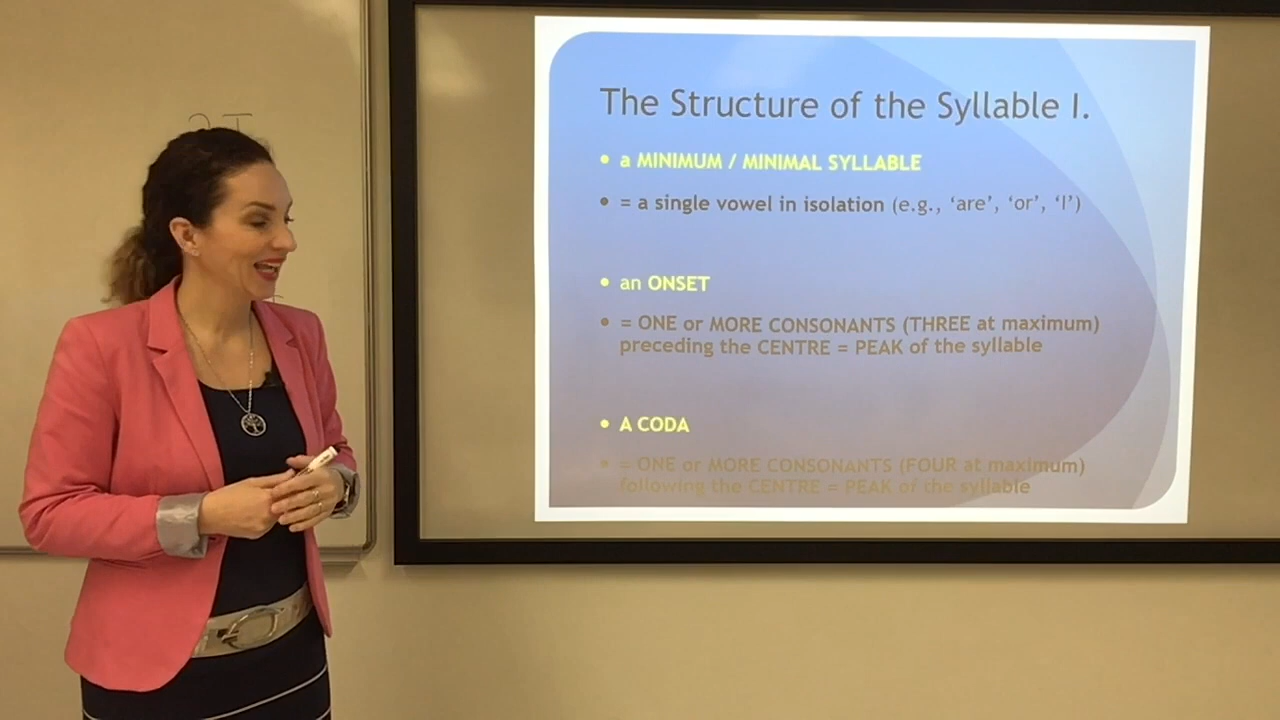 The Structure of the Syllable I.
• a MINIMUM / MINIMAL SYLLABLE
• = a single vowel in isolation (e.g., ‘are’, ‘or’, ‘I’)
• an ONSET
• = ONE or MORE CONSONANTS (THREE at maximum)
preceding the CENTRE = PEAK of the syllable
• A CODA
• = ONE or MORE CONSONANTS (FOUR at maximum)
following the CENTRE = PEAK of the syllable